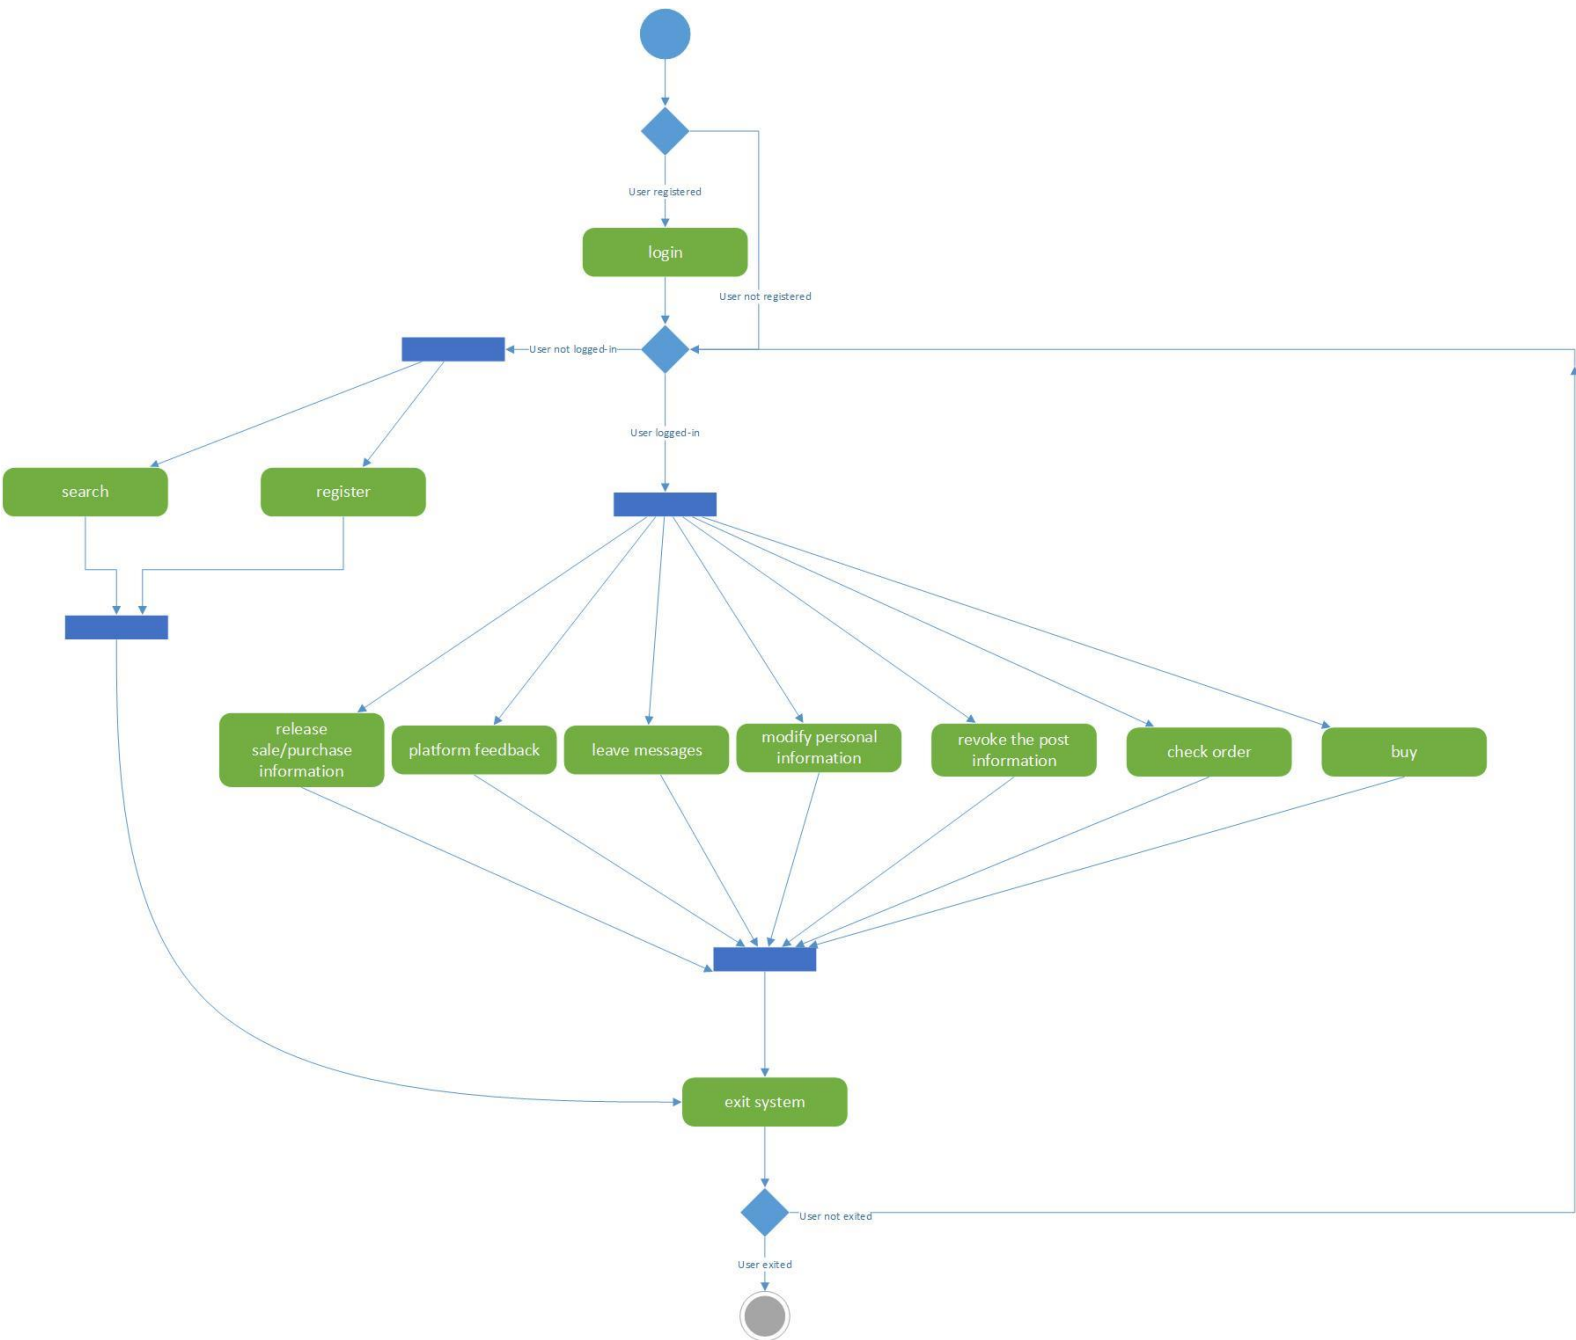 User registered
login
User not registered
User not logged-in
User logged-in
search
register
release
sale/purchase
information
platform feedback
leave messages
modify personal
information
revoke the post
information
check order
buy
exit system
User not exited
User exited